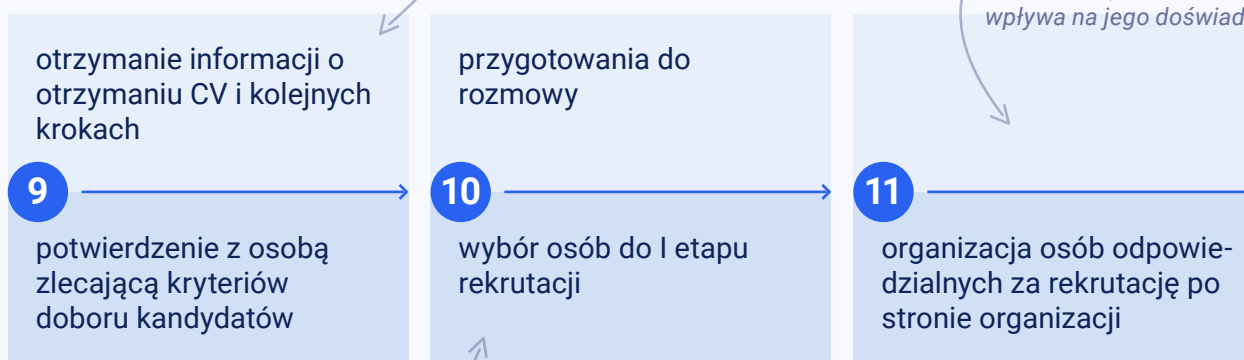 wpływa na jego
otrzymanie informacji o
otrzymaniu CV i kolejnych
krokach
przygotowania do
rozmowy
9
10
11
potwierdzenie z osobą
zlecającą kryteriów
doboru kandydatów
wybór osób do I etapu
rekrutacji
organizacja osób odpowie-
dzialnych za rekrutację po
stronie organizacji